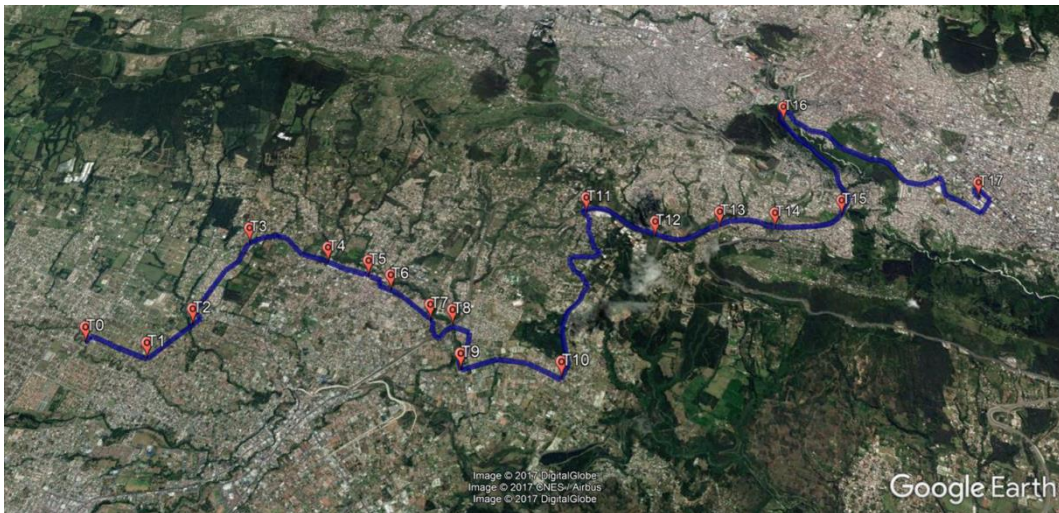 T16
T17
T11
T15
T13
T14
T12
T3
T4
T5
T6
T7
T8
T2
T0
T1
T9
T10
Image © 2017 DigitalGlobe
Image © 2017 CNES / Airbus
Image © 2017 DigitalGlobe
Google Earth